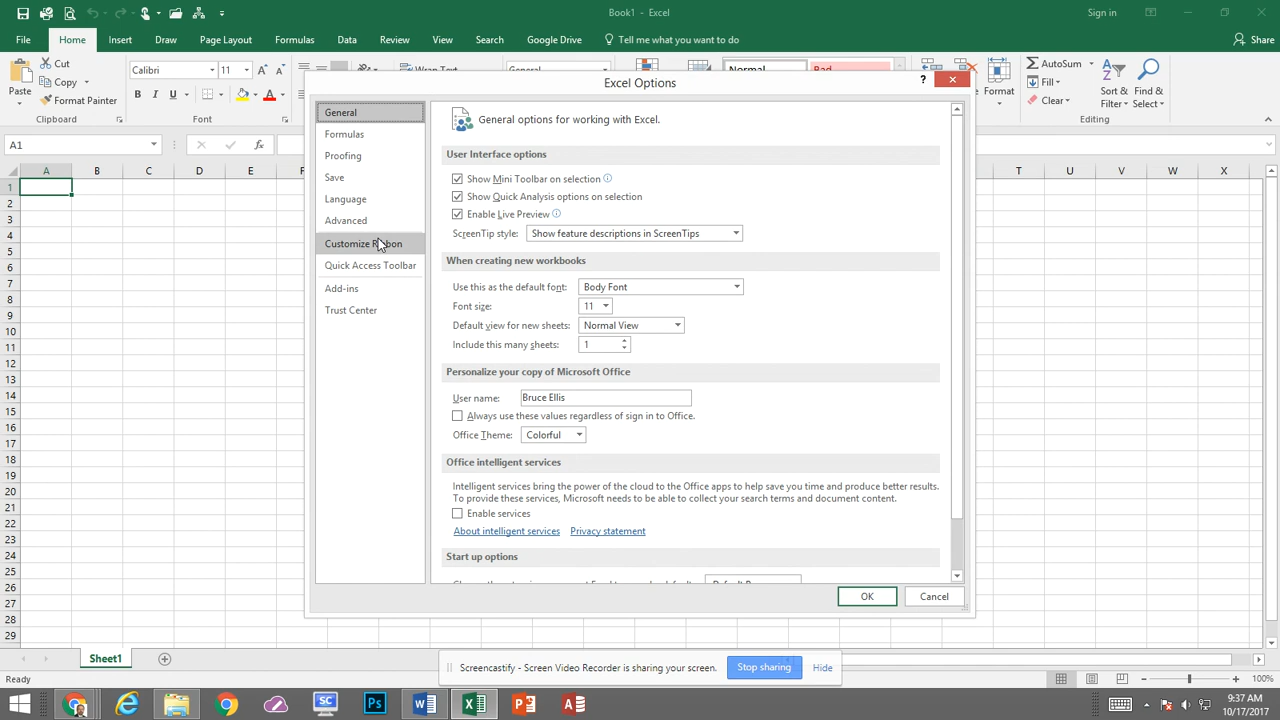 Book1 - Excel
Sign in
File Home Insert Draw Page Layout Formulas Data Review View Search Google Drive Tell me what you want to do Share
Paste
Cut
Copy
Format Painter
Clipboard
Calibri 11
B I U
Font
Wrap Text
General
Normal
Bad
Format
AutoSum
Fill
Clear
Sort & Filter
Find & Select
Editing
A1
fx
A B C D E T U V W X
1
2
3
4
5
6
7
8
9
10
11
12
13
14
15
16
17
18
19
20
21
22
23
24
25
26
27
28
29
Excel Options
?
General
Formulas
Proofing
Save
Language
Advanced
Customize Ribbon
Quick Access Toolbar
Add-ins
Trust Center
General options for working with Excel.
User Interface options
Show Mini Toolbar on selection
Show Quick Analysis options on selection
Enable Live Preview
ScreenTip style: Show feature descriptions in ScreenTips
When creating new workbooks
Use this as the default font: Body Font
Font size: 11
Default view for new sheets: Normal View
Include this many sheets: 1
Personalize your copy of Microsoft Office
User name: Bruce Ellis
Always use these values regardless of sign in to Office.
Office Theme: Colorful
Office intelligent services
Intelligent services bring the power of the cloud to the Office apps to help save you time and produce better results.
To provide these services, Microsoft needs to be able to collect your search terms and document content.
Enable services
About intelligent services Privacy statement
Start up options
OK Cancel
Sheet1
Screencastify - Screen Video Recorder is sharing your screen. Stop sharing Hide
Ready
100%
9:37 AM
10/17/2017